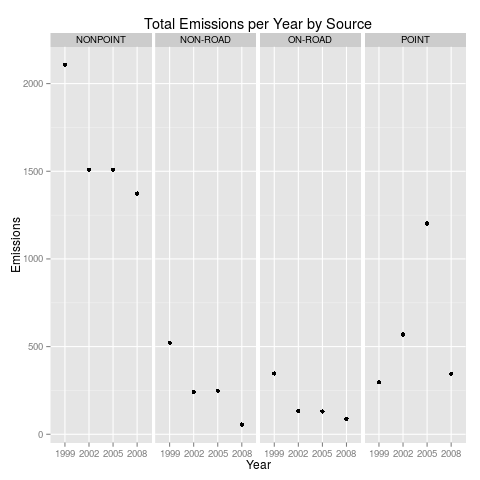 Total Emissions per Year by Source
NONPOINT NON-ROAD ON-ROAD POINT
2000
1500
1000
500
0
Emissions
1999 2002 2005 2008 1999 2002 2005 2008 1999 2002 2005 2008 1999 2002 2005 2008
Year